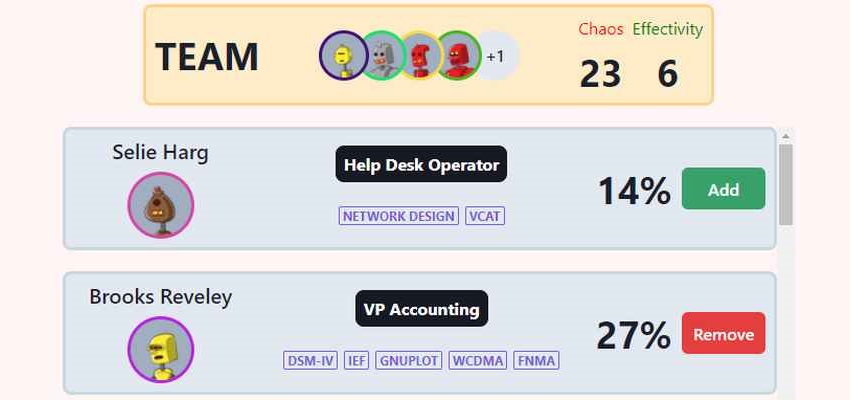 Chaos Effectivity
TEAM
+1
23 6
Selie Harg
Help Desk Operator
14%
Add
NETWORK DESIGN VCAT
Brooks Reveley
VP Accounting
27%
Remove
DSM-IV IEF GNUPLOT WCDMA FNMA